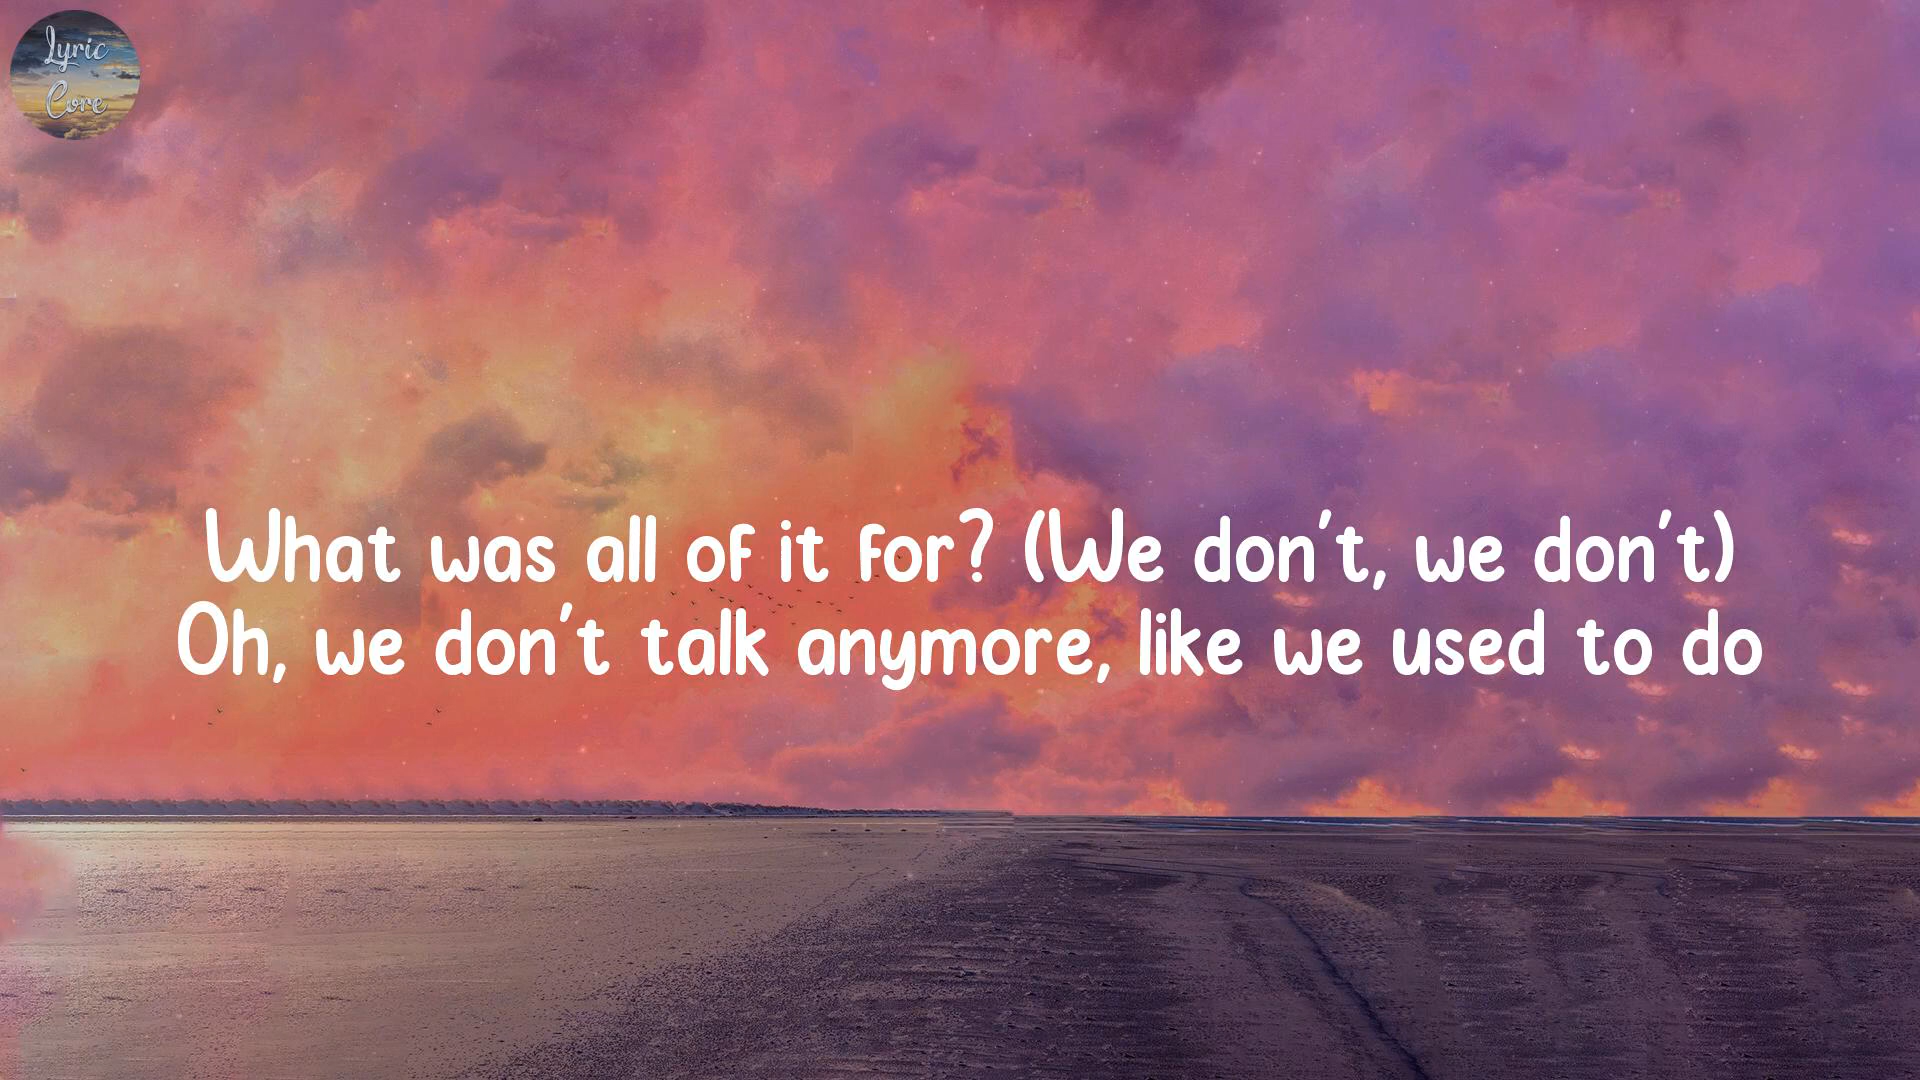 Lyric
Core
What was all of it for? (We don't, we don't)
Oh, we don't talk anymore, like we used to do